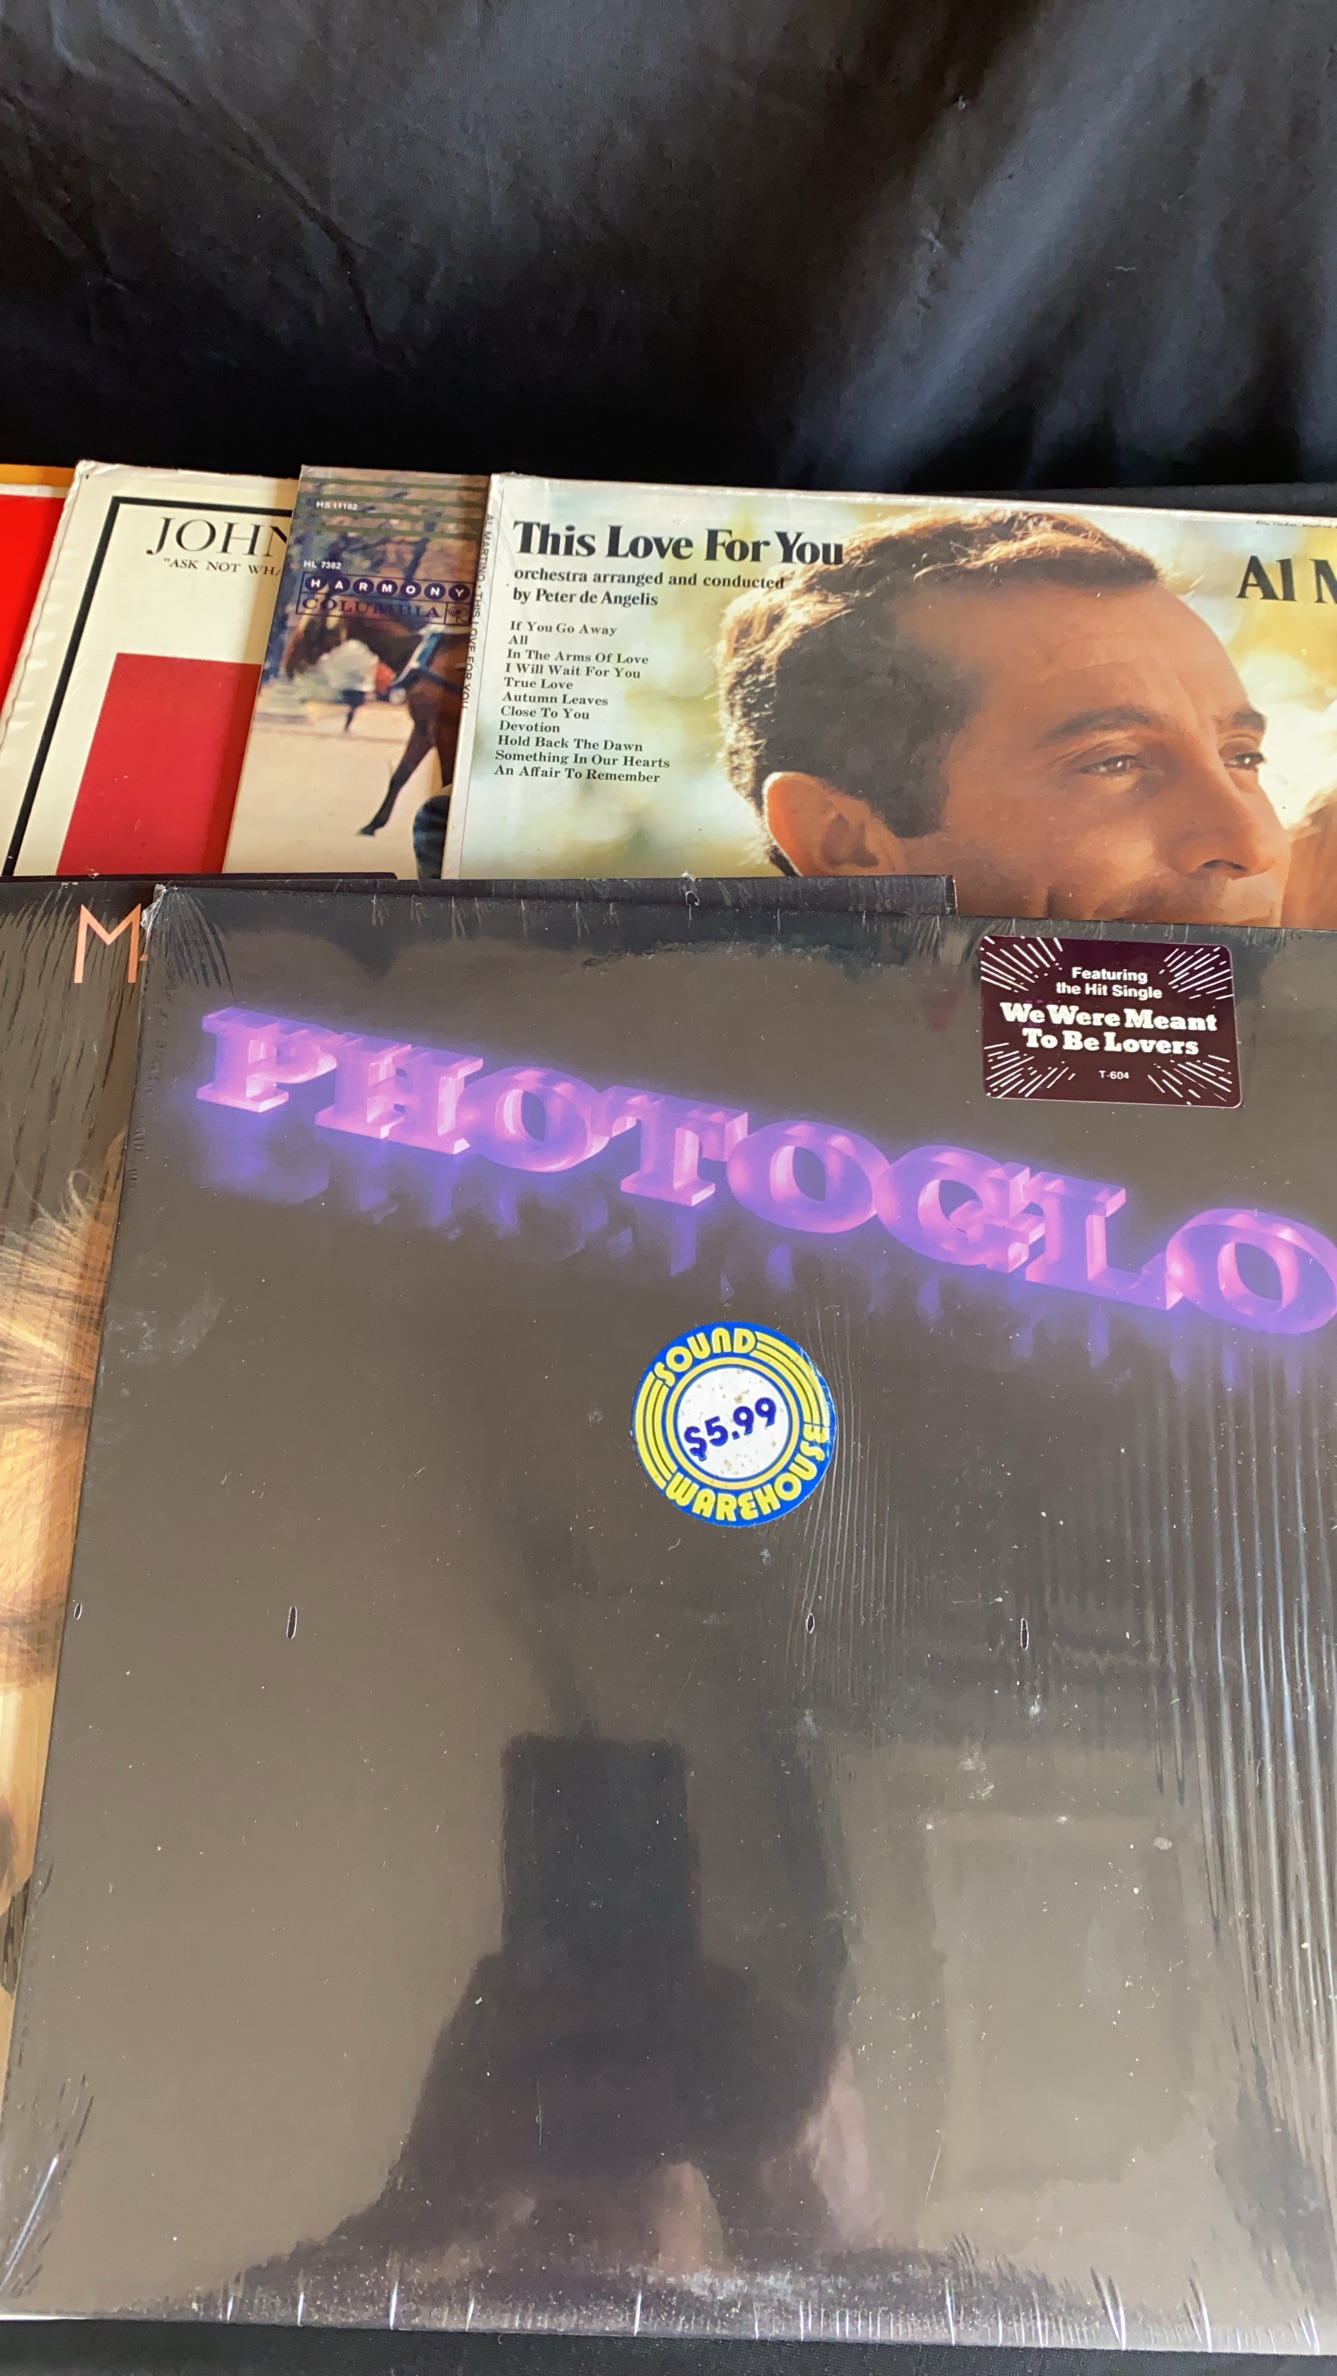 JOHN
"ASK NOT WHA
HS 11182
HL 7382
HARMONY
COLUMBIA
AL MARTINO - THIS LOVE FOR YOU
This Love For You
orchestra arranged and conducted
by Peter de Angelis
If You Go Away
All
In The Arms Of Love
I Will Wait For You
True Love
Autumn Leaves
Close To You
Devotion
Hold Back The Dawn
Something In Our Hearts
An Affair To Remember
Al M
M
Featuring
the Hit Single
We Were Meant
To Be Lovers
T-604
PHOTOGLO
SOUND
$5.99
WAREHOUSE